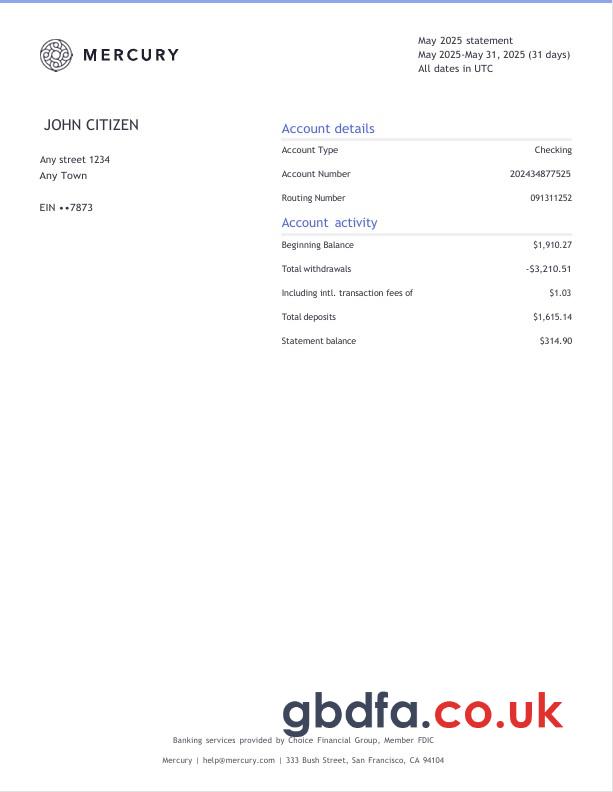 MERCURY
May 2025 statement
May 2025-May 31, 2025 (31 days)
All dates in UTC
JOHN CITIZEN
Any street 1234
Any Town
EIN ••7873
Account details
Account Type Checking
Account Number 202434877525
Routing Number 091311252
Account activity
Beginning Balance $1,910.27
Total withdrawals -$3,210.51
Including intl. transaction fees of $1.03
Total deposits $1,615.14
Statement balance $314.90
gbdfa.co.uk
Banking services provided by Choice Financial Group, Member FDIC
Mercury | help@mercury.com | 333 Bush Street, San Francisco, CA 94104